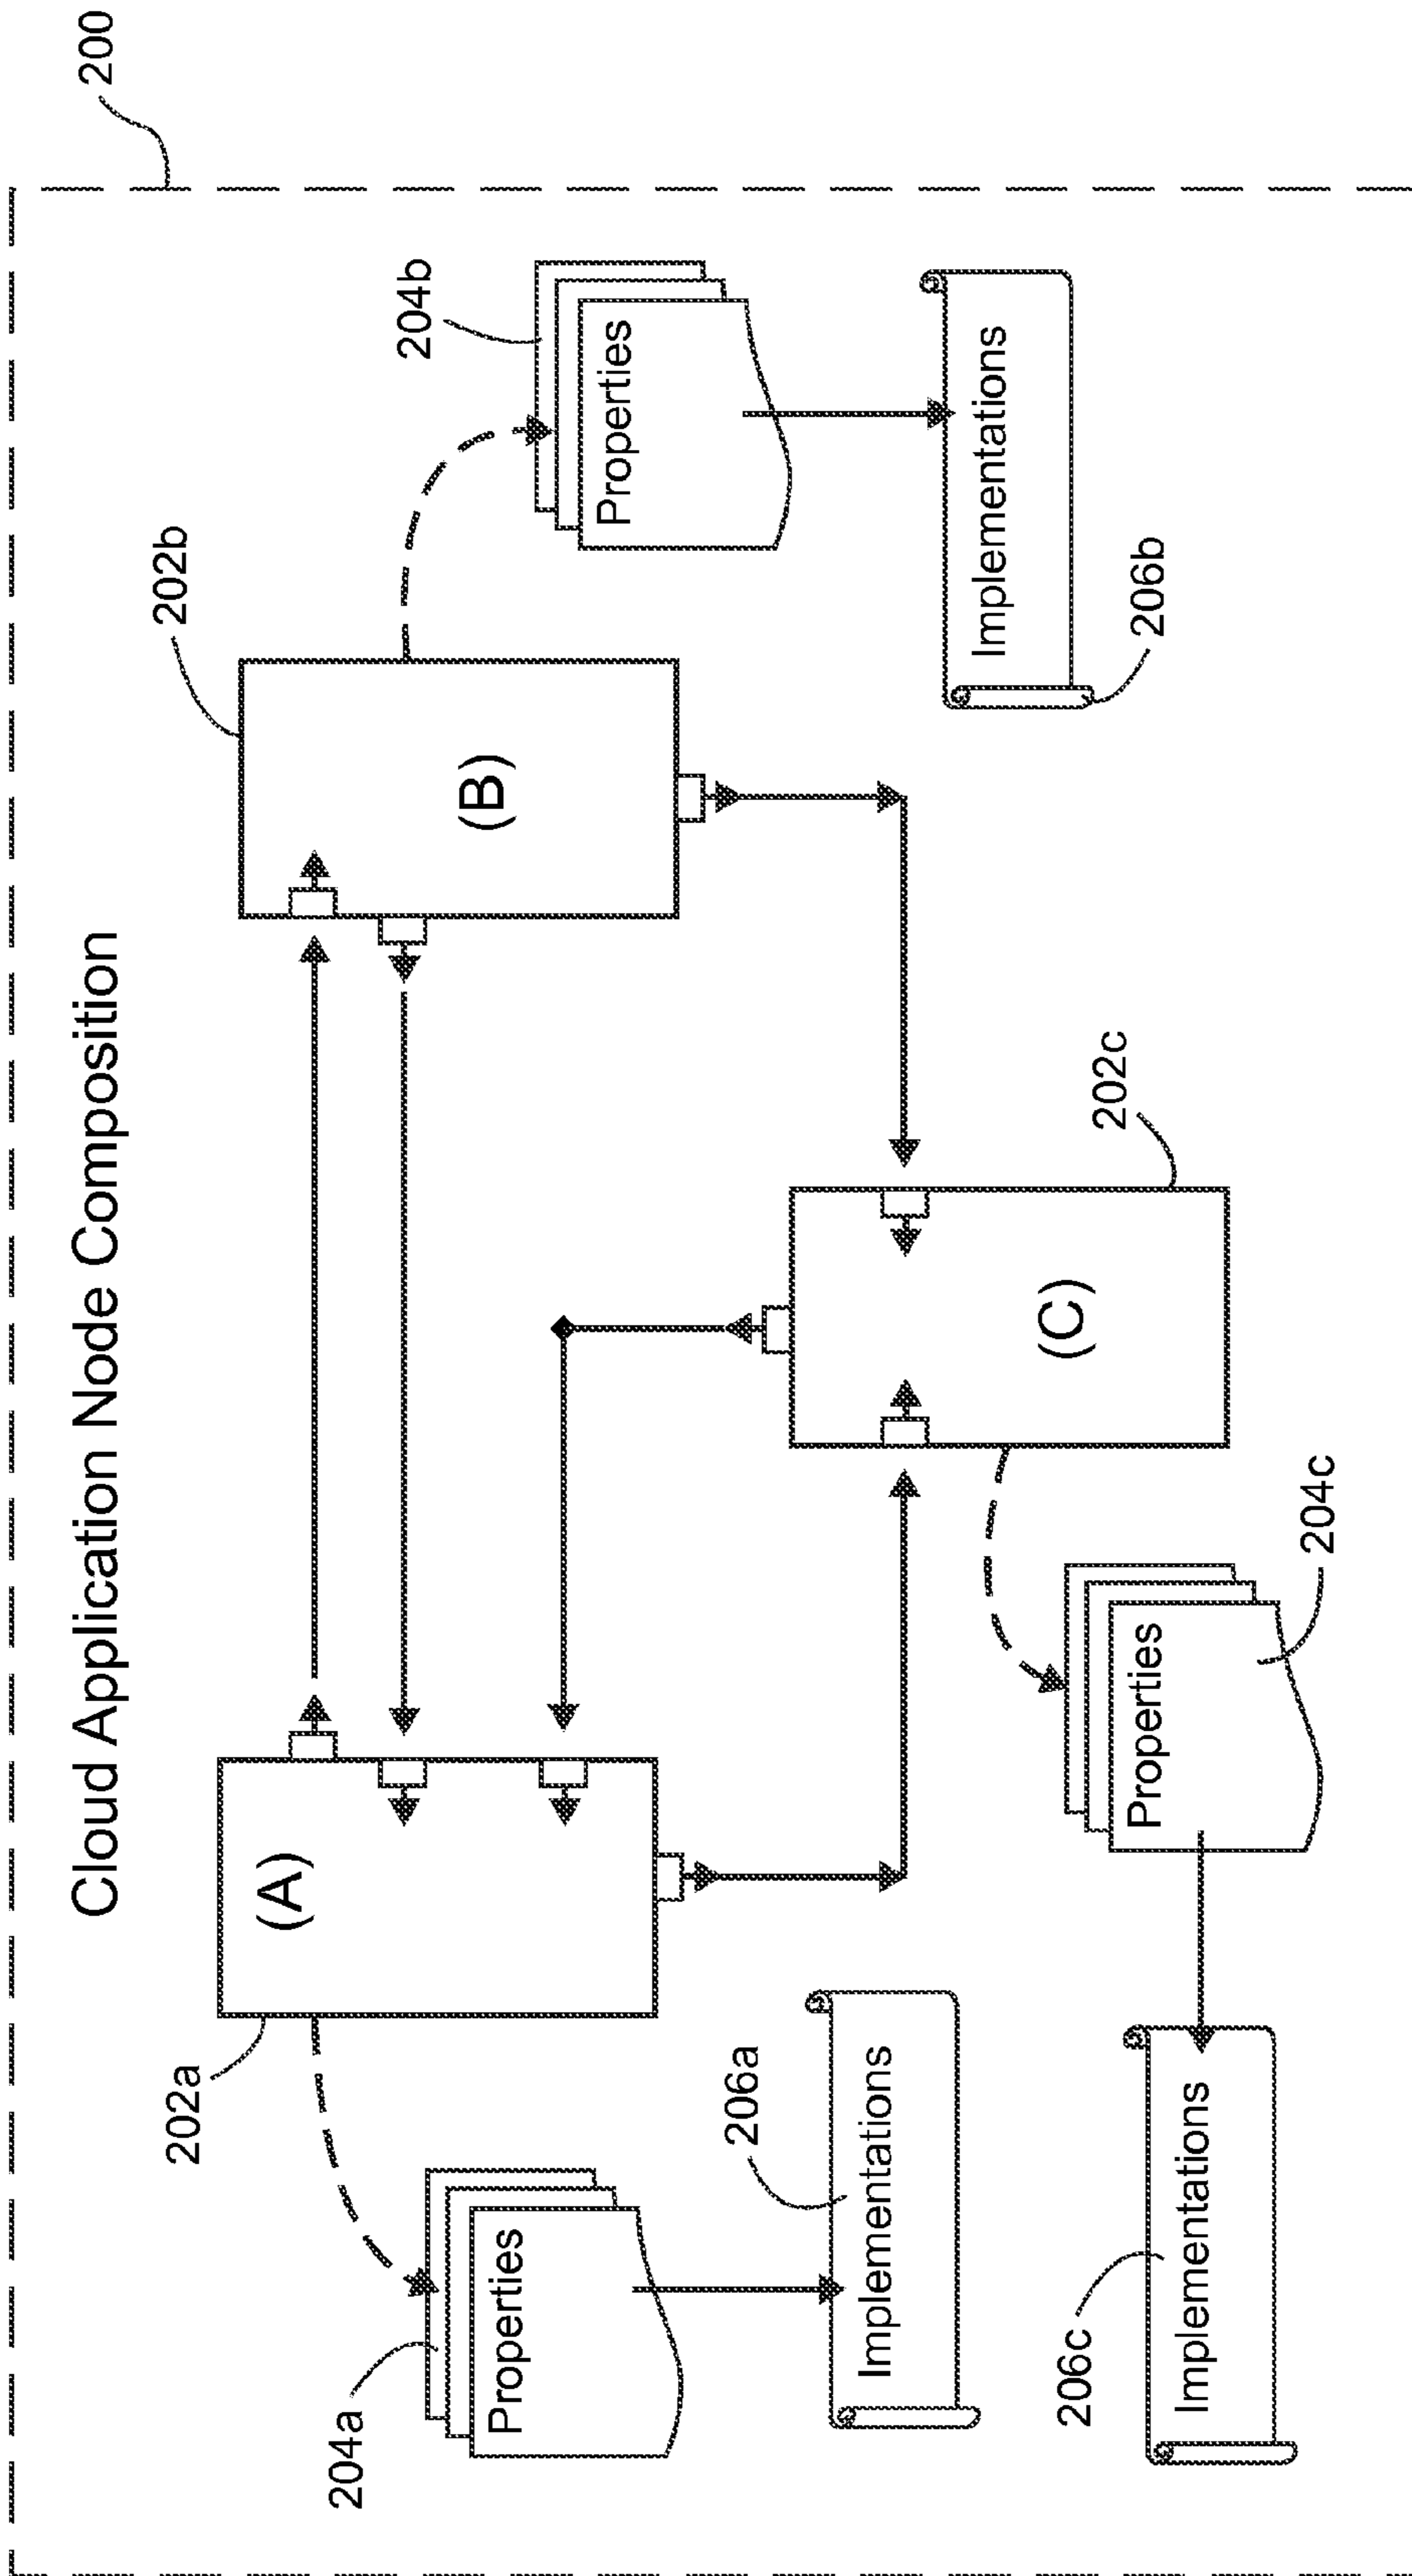 Cloud Application Node Composition
200
202a
(A)
202b
(B)
204a
Properties
204b
Properties
206a
Implementations
Implementations
206b
202c
(C)
204c
Properties
206c
Implementations